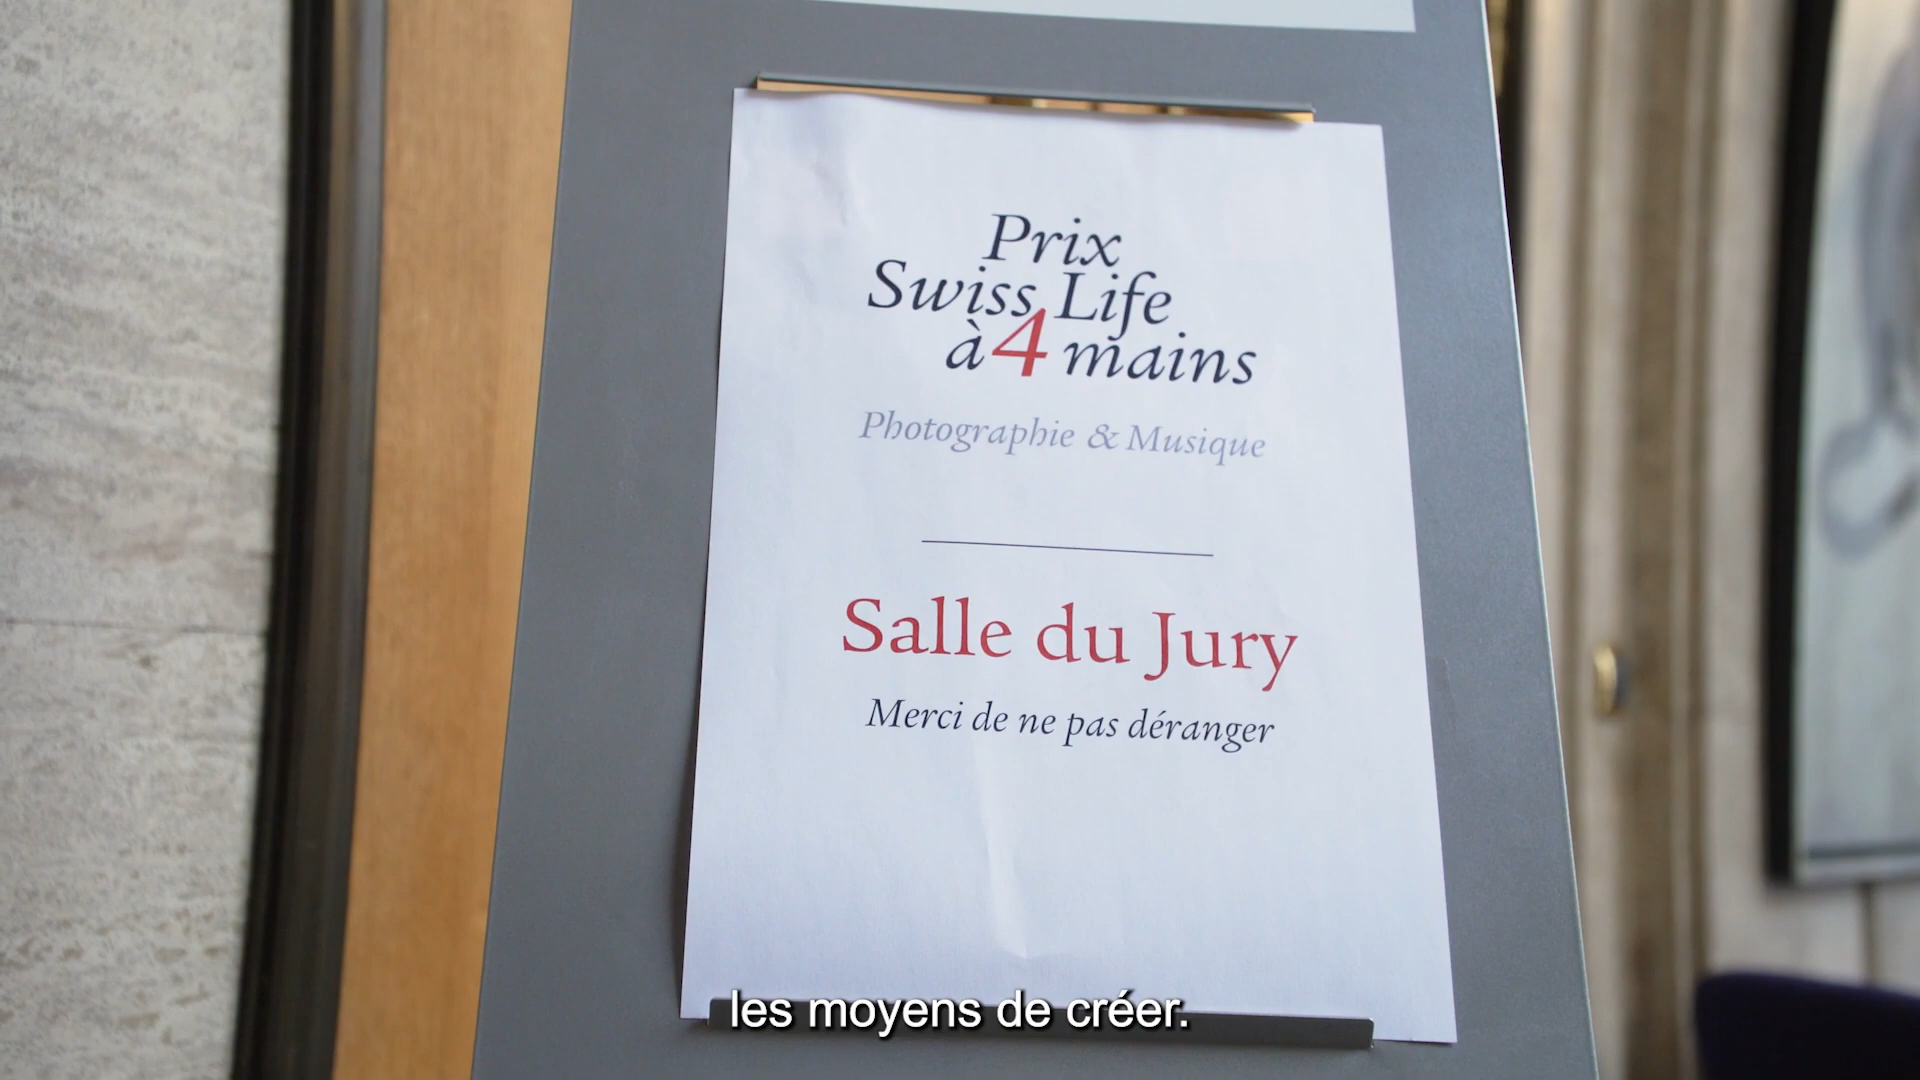 Prix
Swiss Life
à 4 mains
Photographie & Musique
Salle du Jury
Merci de ne pas déranger
les moyens de créer.